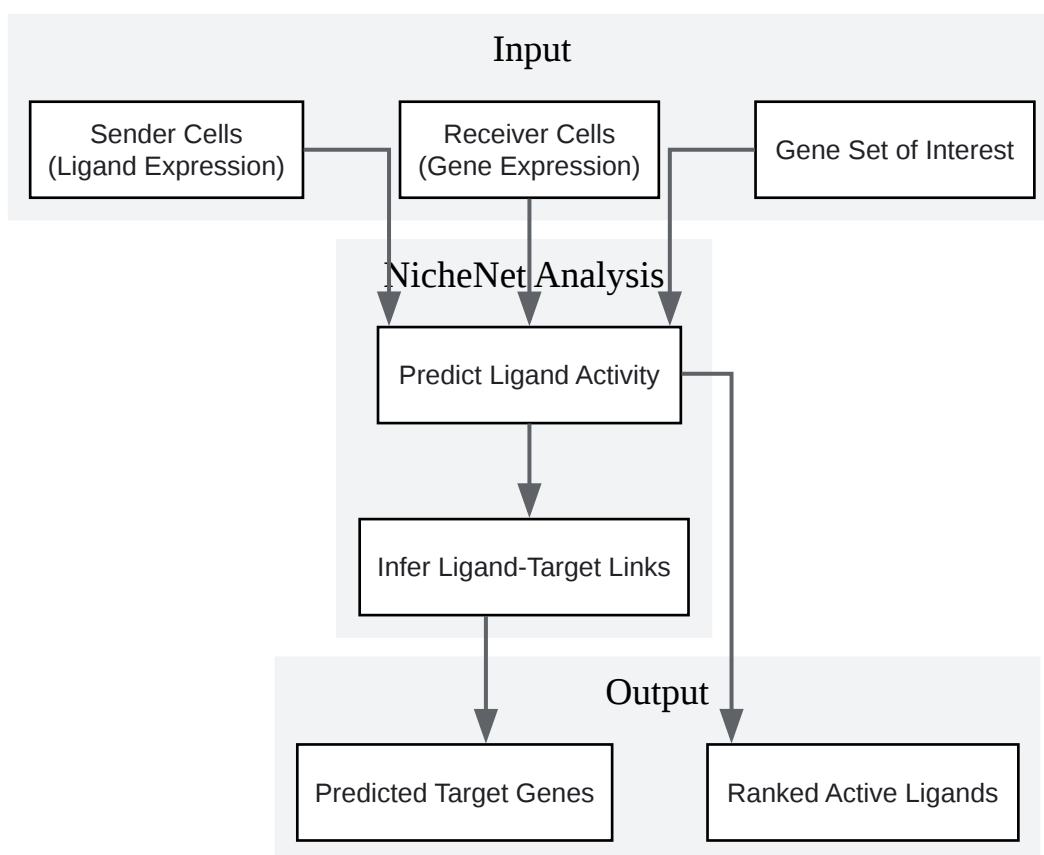 Input
Sender Cells
(Ligand Expression)
Receiver Cells
(Gene Expression)
Gene Set of Interest
NicheNet Analysis
Predict Ligand Activity
Infer Ligand-Target Links
Output
Predicted Target Genes
Ranked Active Ligands